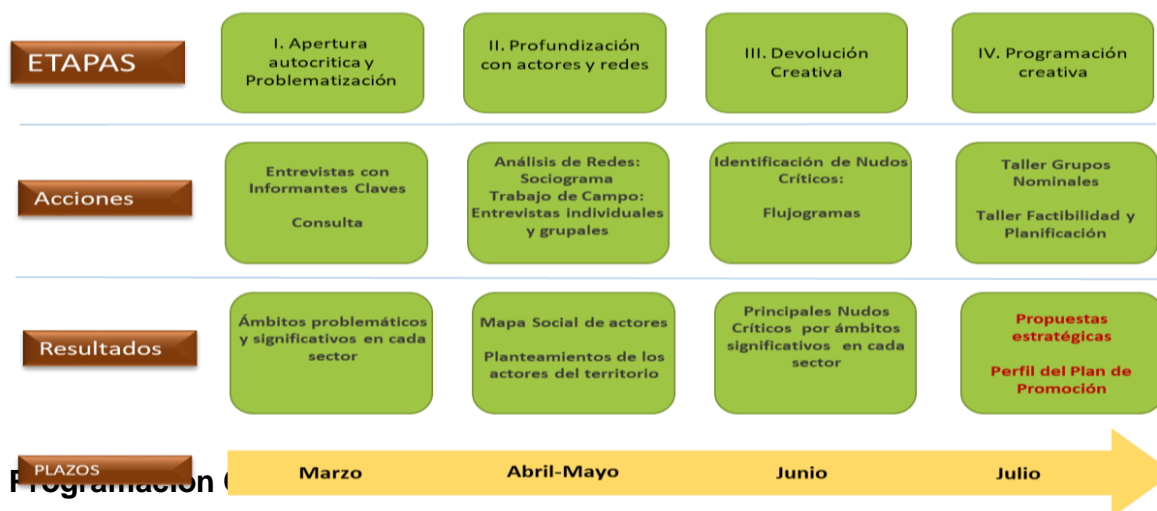 ETAPAS
I. Apertura
autocritica y
Problematización
II. Profundización
con actores y redes
III. Devolución
Creativa
IV. Programación
creativa
Acciones
Entrevistas con
Informantes Claves
Consulta
Análisis de Redes:
Sociograma
Trabajo de Campo:
Entrevistas individuales
y grupales
Identificación de Nudos
Críticos:
Flujogramas
Taller Grupos
Nominales
Taller Factibilidad y
Planificación
Resultados
Ámbitos problemáticos
y significativos en cada
sector
Mapa Social de actores
Planteamientos de los
actores del territorio
Principales Nudos
Críticos por ámbitos
significativos en cada
sector
Propuestas
estratégicas
Perfil del Plan de
Promoción
PLAZOS
Marzo
Abril-Mayo
Junio
Julio